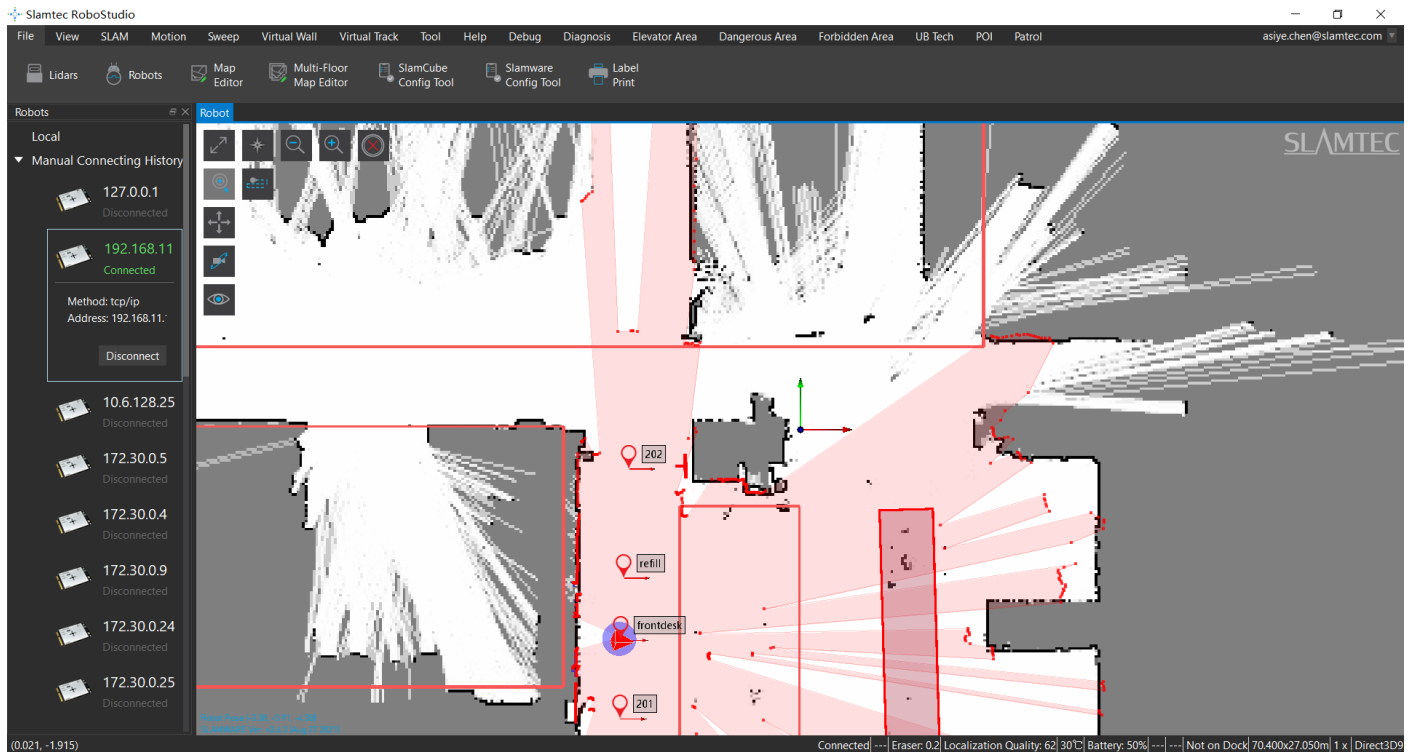 Slamtec RoboStudio
File View SLAM Motion Sweep Virtual Wall Virtual Track Tool Help Debug Diagnosis Elevator Area Dangerous Area Forbidden Area UB Tech POI Patrol asiye.chen@slamtec.com
Lidars
Robots
Map
Editor
Multi-Floor
Map Editor
SlamCube
Config Tool
Slamware
Config Tool
Label
Print
Robots
Robot
Local
Manual Connecting History
127.0.0.1
Disconnected
192.168.11
Connected
Method: tcp/ip
Address: 192.168.11.
Disconnect
10.6.128.25
Disconnected
172.30.0.5
Disconnected
172.30.0.4
Disconnected
172.30.0.9
Disconnected
172.30.0.24
Disconnected
172.30.0.25
Disconnected
SLAMTEC
202
refill
frontdesk
201
(0.021, -1.915)
Connected --- Eraser: 0.2 Localization Quality: 62 30℃ Battery: 50% --- --- Not on Dock 70.400x27.050m 1 x Direct3D9